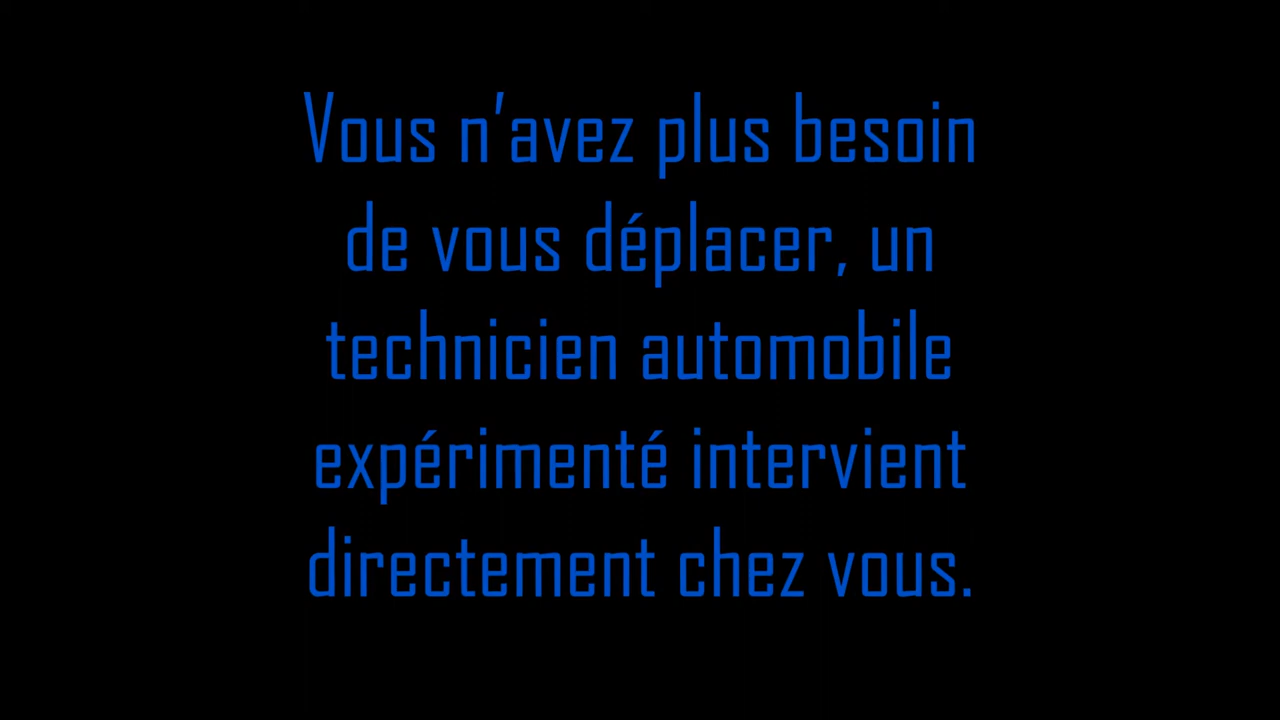 Vous n’avez plus besoin
de vous déplacer, un
technicien automobile
expérimenté intervient
directement chez vous.